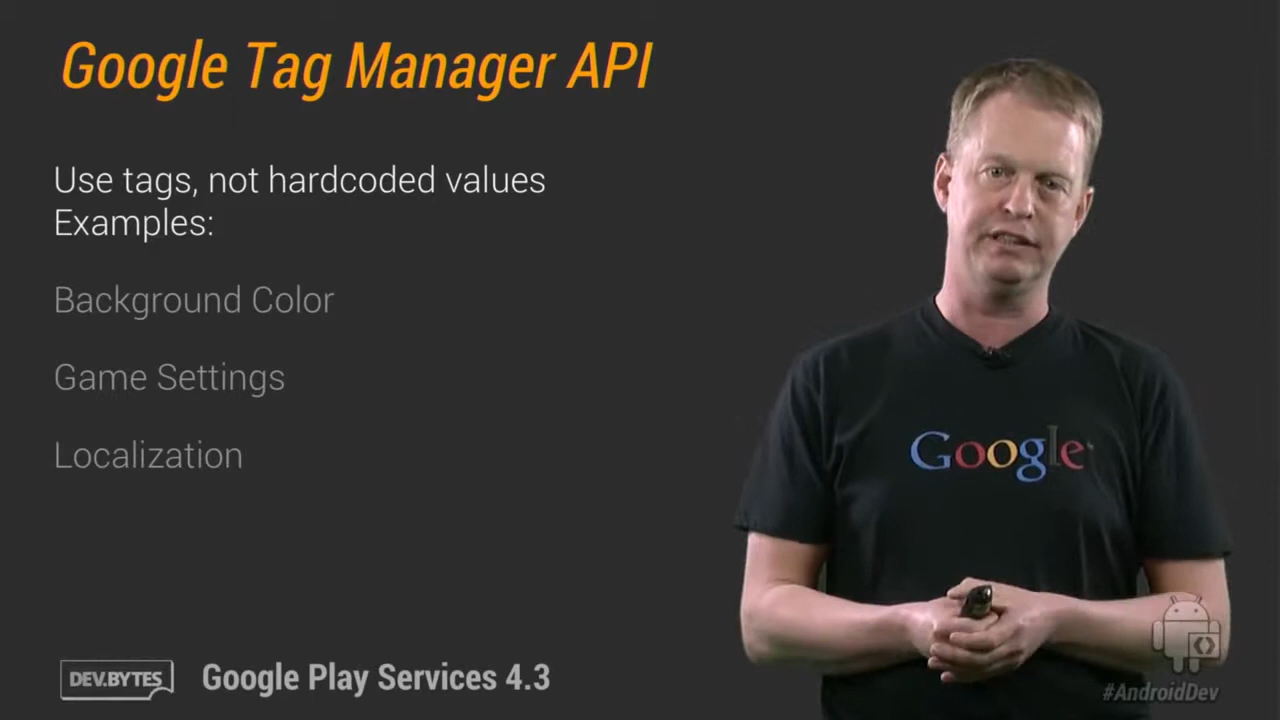 Google Tag Manager API
Use tags, not hardcoded values
Examples:
Background Color
Game Settings
Localization
Google
DEV.BYTES
Google Play Services 4.3
#AndroidDev